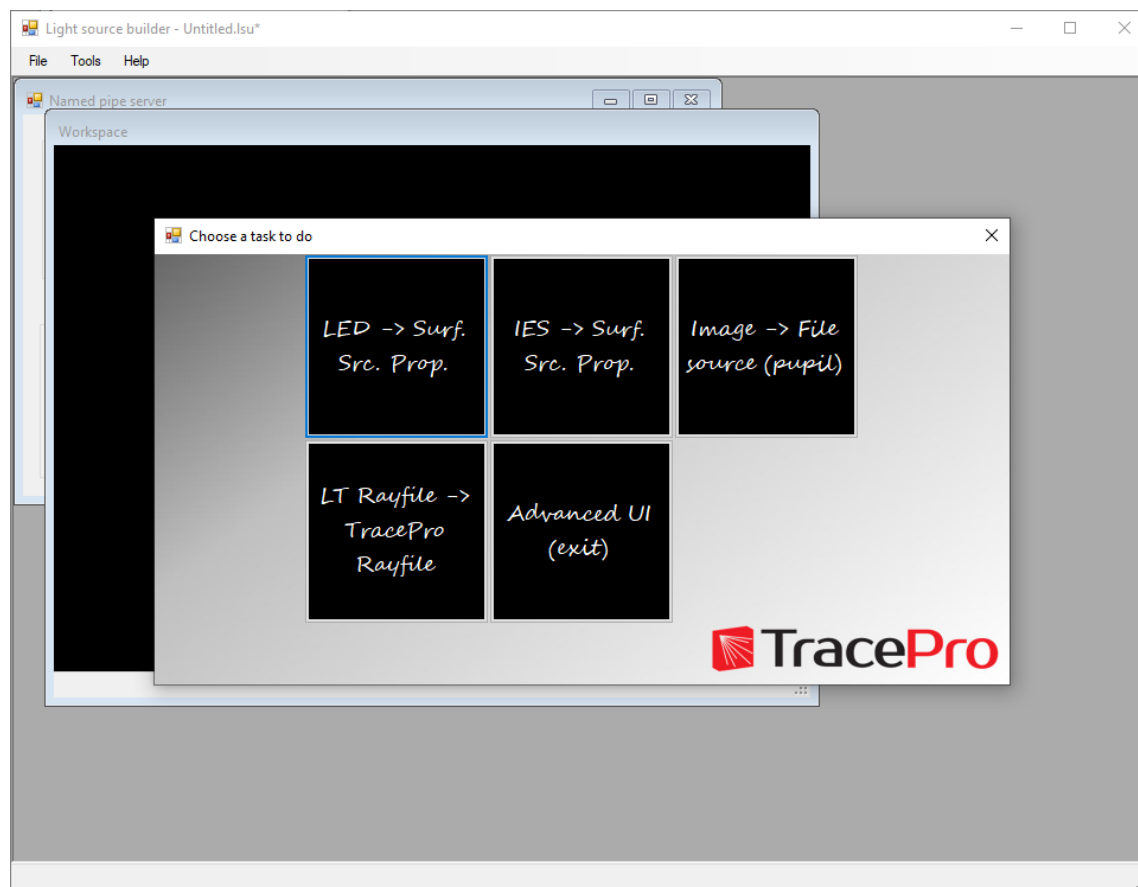 Light source builder - Untitled.lsu*
File Tools Help
Named pipe server
Workspace
Choose a task to do
LED -> Surf.
Src. Prop.
IES -> Surf.
Src. Prop.
Image -> File
source (pupil)
LT Rayfile ->
TracePro
Rayfile
Advanced UI
(exit)
TracePro